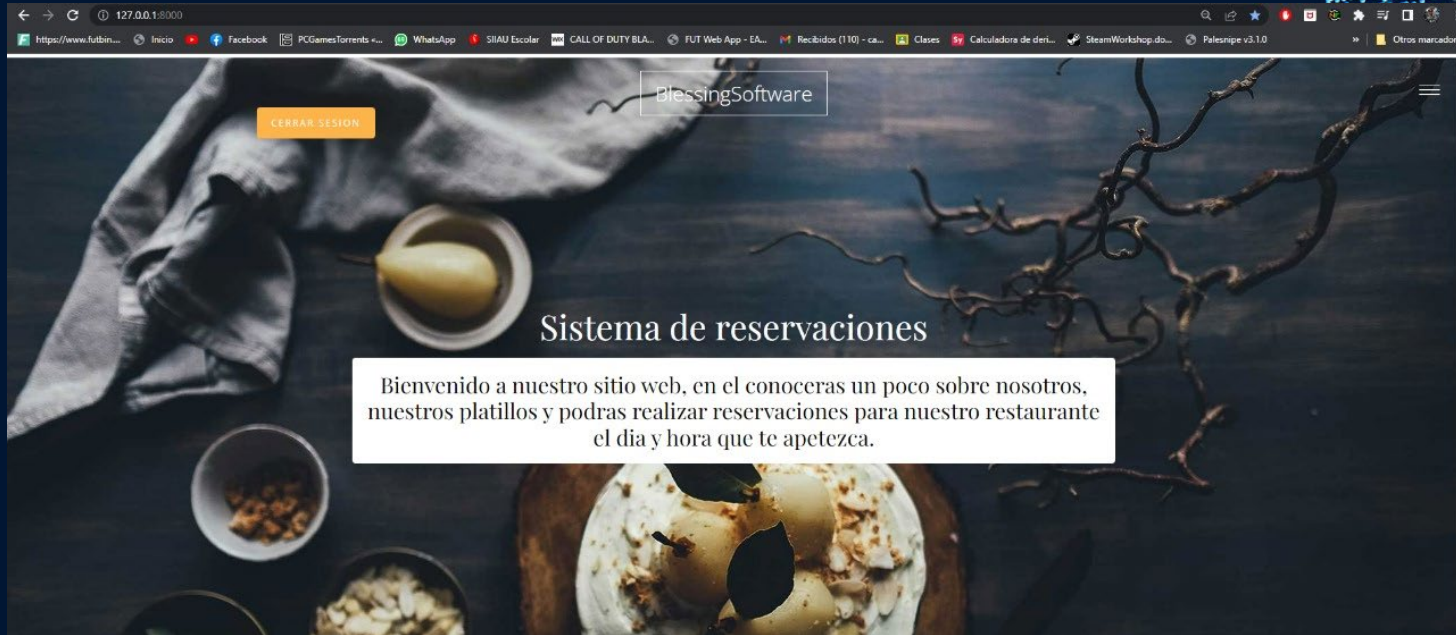 127.0.0.1:8000
https://www.futbin... Inicio Facebook PCGamesTorrents «... WhatsApp SIIAU Escolar CALL OF DUTY BLA... FUT Web App - EA... Recibidos (110) - ca... Clases Calculadora de deri... SteamWorkshop.do... Palesnipe v3.1.0 » Otros marcador
BlessingSoftware
CERRAR SESION
Sistema de reservaciones
Bienvenido a nuestro sitio web, en el conoceras un poco sobre nosotros,
nuestros platillos y podras realizar reservaciones para nuestro restaurante
el dia y hora que te apetezca.